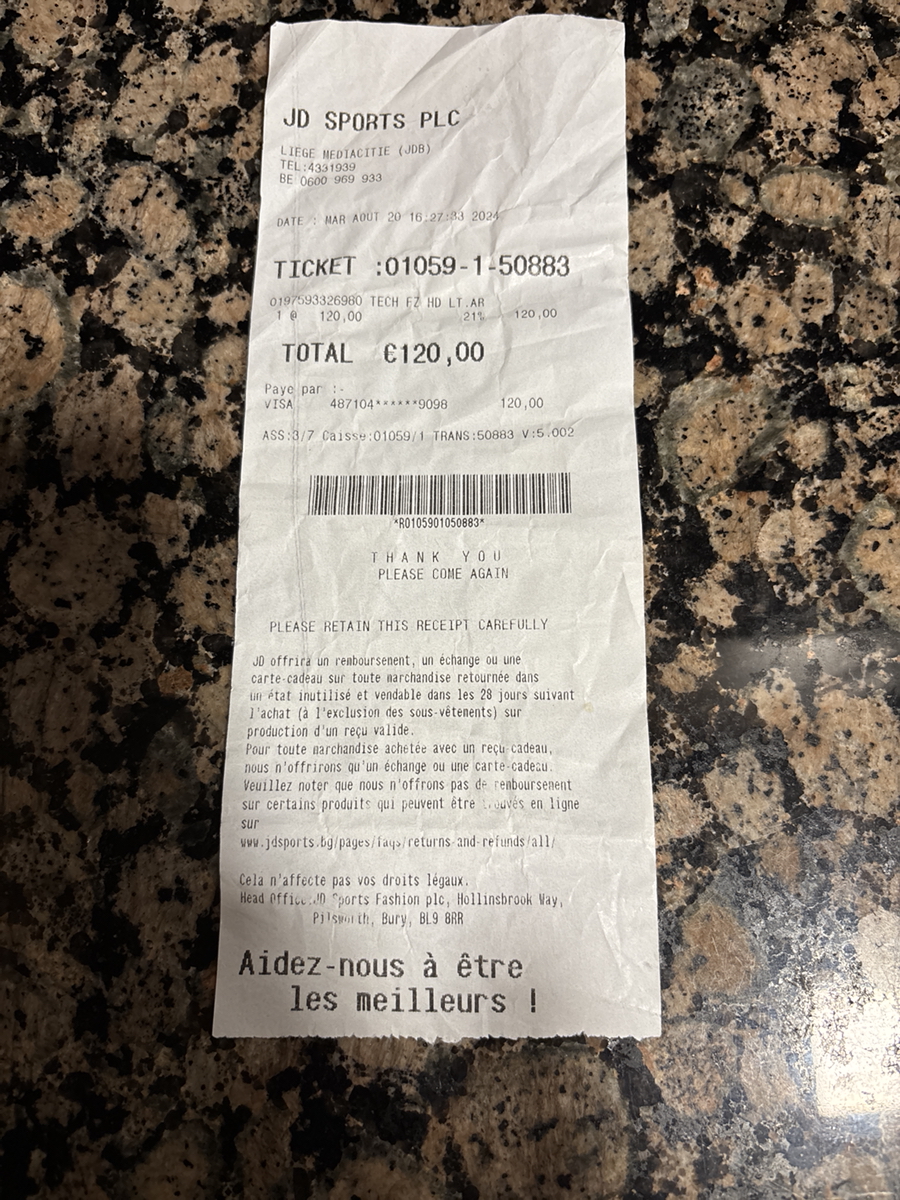 JD SPORTS PLC
LIÈGE MEDIACITIE (JDB)
TEL:4331939
BE 0600 969 933
DATE : MAR AOUT 20 16:27:33 2024
TICKET :01059-1-50883
0197593326980 TECH FZ HD LT.AR
1 @ 120,00 21% 120,00
TOTAL €120,00
Paye par :-
VISA 487104******9098 120,00
ASS:3/7 Caisse:01059/1 TRANS:50883 V:5.002
*R0105901050883*
THANK YOU
PLEASE COME AGAIN
PLEASE RETAIN THIS RECEIPT CAREFULLY
JD offrira un remboursement, un échange ou une
carte-cadeau sur toute marchandise retournée dans
un état inutilisé et vendable dans les 28 jours suivant
l'achat (à l'exclusion des sous-vêtements) sur
production d'un reçu valide.
Pour toute marchandise achetée avec un reçu cadeau,
nous n'offrirons qu'un échange ou une carte-cadeau.
Veuillez noter que nous n'offrons pas de remboursement
sur certains produits qui peuvent être trouvés en ligne
sur
www.jdsports.bg/pages/faqs/returns-and-refunds/all/
Cela n'affecte pas vos droits légaux.
Head Office:JD Sports Fashion plc, Hollinsbrook Way,
Pilsworth, Bury, BL9 8RR
Aidez-nous à être
les meilleurs !